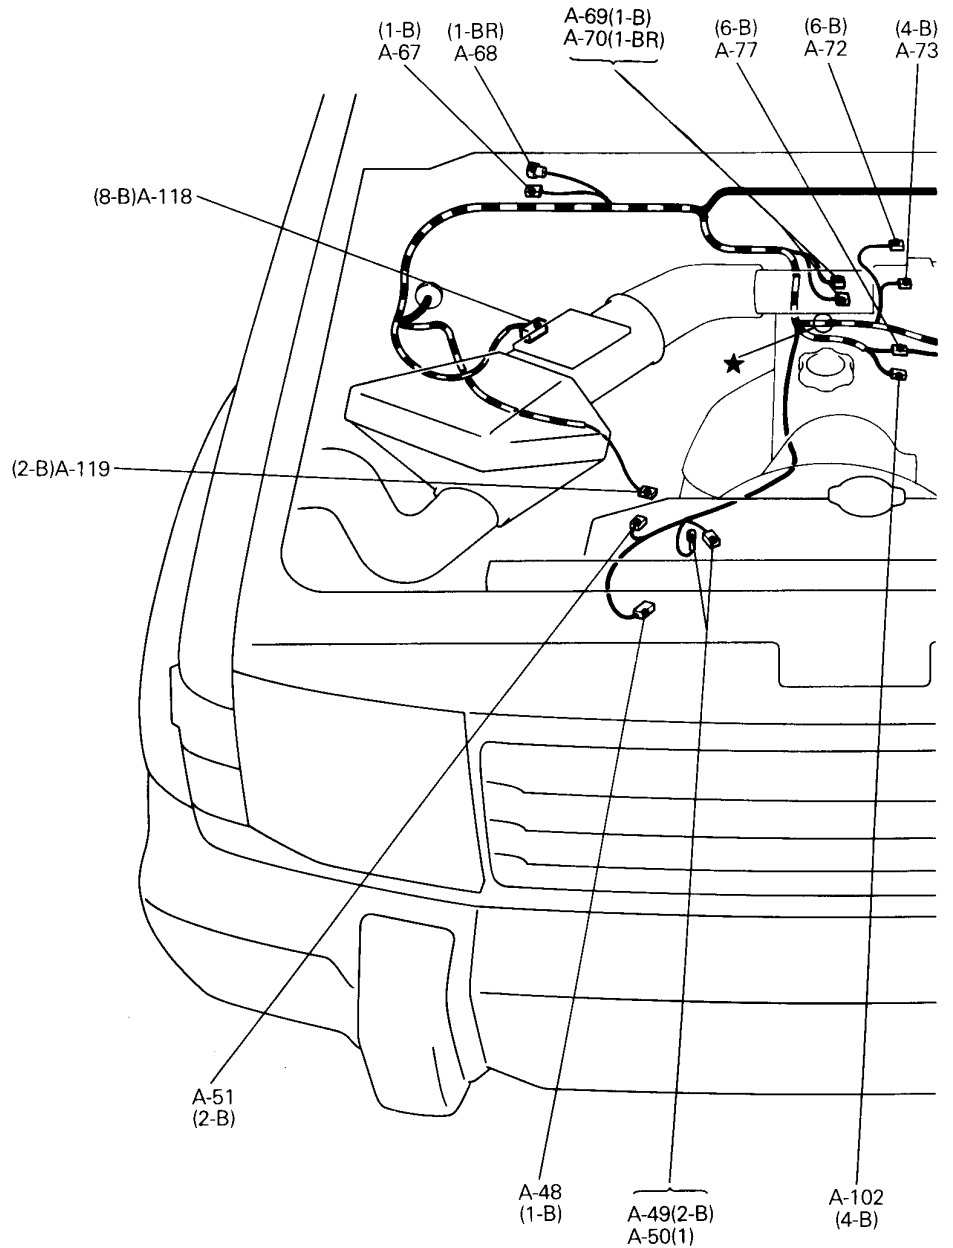 (1-B)
A-67
(1-BR)
A-68
A-69(1-B)
A-70(1-BR)
(6-B)
A-77
(6-B)
A-72
(4-B)
A-73
(8-B)A-118
(2-B)A-119
A-51
(2-B)
A-48
(1-B)
A-49(2-B)
A-50(1)
A-102
(4-B)